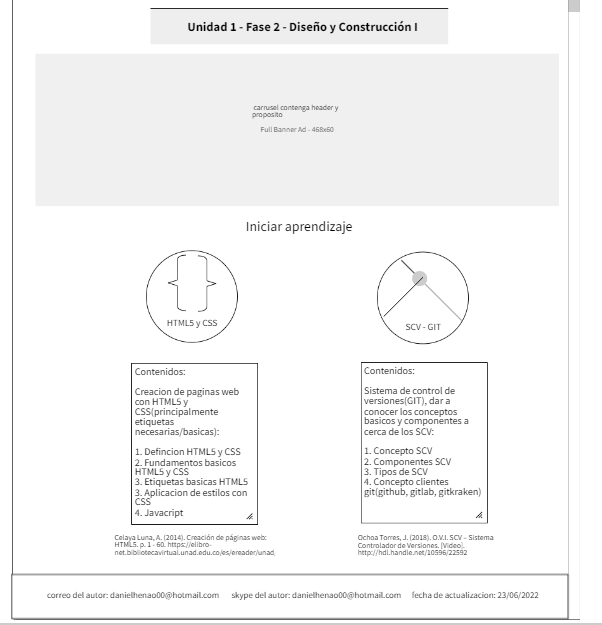 Unidad 1 - Fase 2 - Diseño y Construcción I
carrusel contenga header y
proposito
Full Banner Ad - 468x60
Iniciar aprendizaje
HTML5 y CSS
SCV - GIT
Contenidos:
Creacion de paginas web
con HTML5 y
CSS(principalmente
etiquetas
necesarias/basicas):
1. Defincion HTML5 y CSS
2. Fundamentos basicos
HTML5 y CSS
3. Etiquetas basicas HTML5
3. Aplicacion de estilos con
CSS
4. Javacript
Contenidos:
Sistema de control de
versiones(GIT), dar a
conocer los conceptos
basicos y componentes a
cerca de los SCV:
1. Concepto SCV
2. Componentes SCV
3. Tipos de SCV
4. Concepto clientes
git(github, gitlab, gitkraken)
Celaya Luna, A. (2014). Creación de páginas web:
HTML5. p. 1 - 60. https://elibro-
net.bibliotecavirtual.unad.edu.co/es/ereader/unad,
Ochoa Torres, J. (2018). O.V.I. SCV – Sistema
Controlador de Versiones. [Video].
http://hdl.handle.net/10596/22592
correo del autor: danielhenao00@hotmail.com skype del autor: danielhenao00@hotmail.com fecha de actualizacion: 23/06/2022